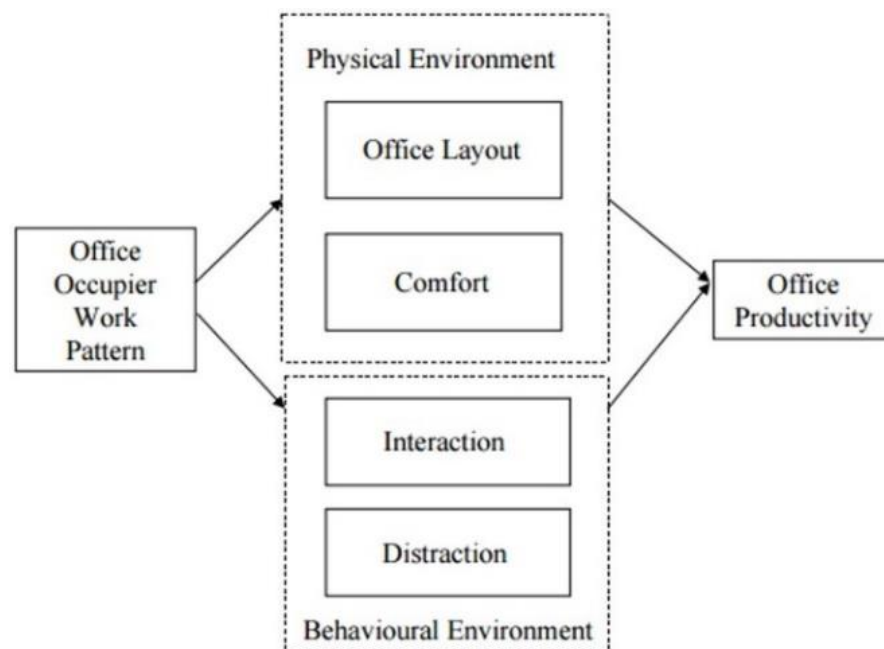 Physical Environment
Office Layout
Comfort
Office
Occupier
Work
Pattern
Office
Productivity
Interaction
Distraction
Behavioural Environment